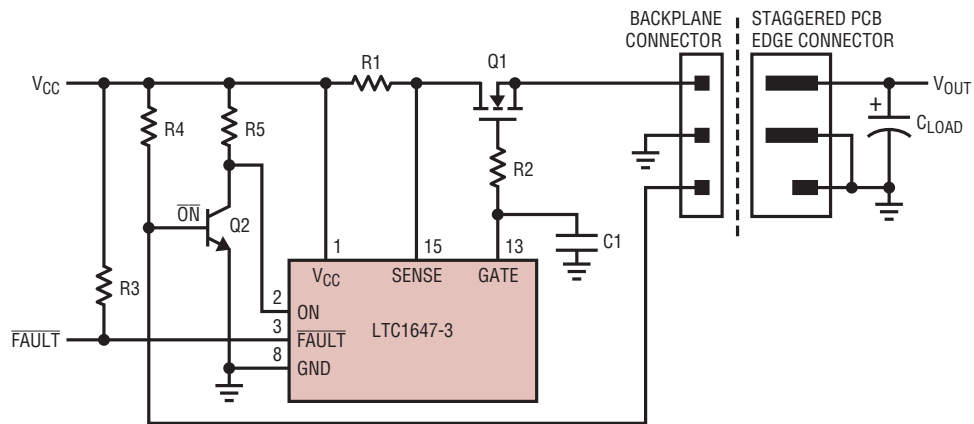 BACKPLANE
CONNECTOR
STAGGERED PCB
EDGE CONNECTOR
R1
Q1
VCC
VOUT
+
CLOAD
R4
R5
R2
ON
Q2
C1
1
15
13
VCC
SENSE
GATE
R3
2
ON
LTC1647-3
FAULT
3
FAULT
8
GND